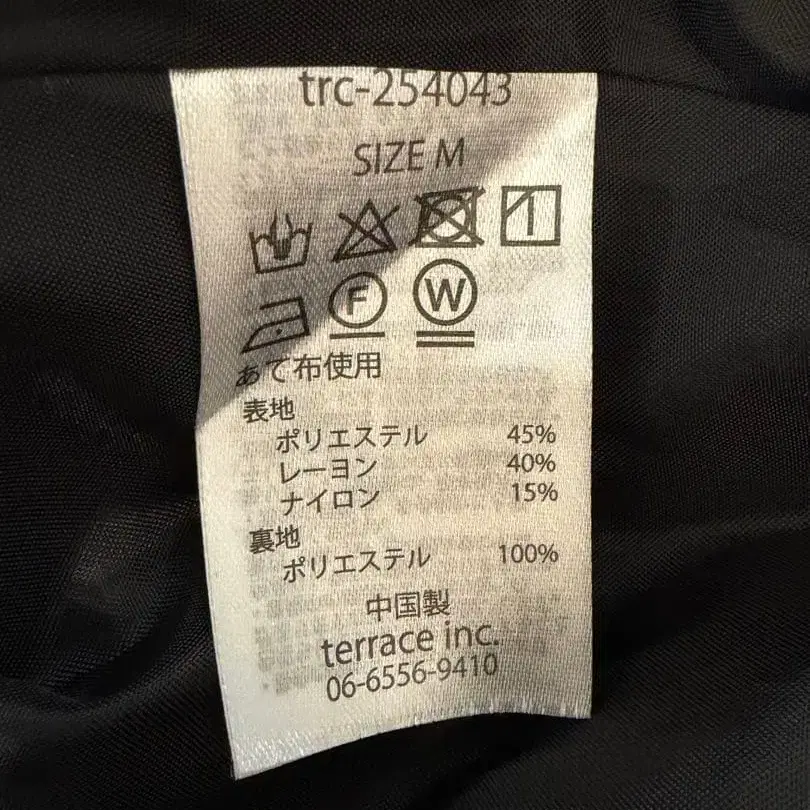 trc-254043
SIZE M
F W
あて布使用
表地
ポリエステル 45%
レーヨン 40%
ナイロン 15%
裏地
ポリエステル 100%
中国製
terrace inc.
06-6556-9410